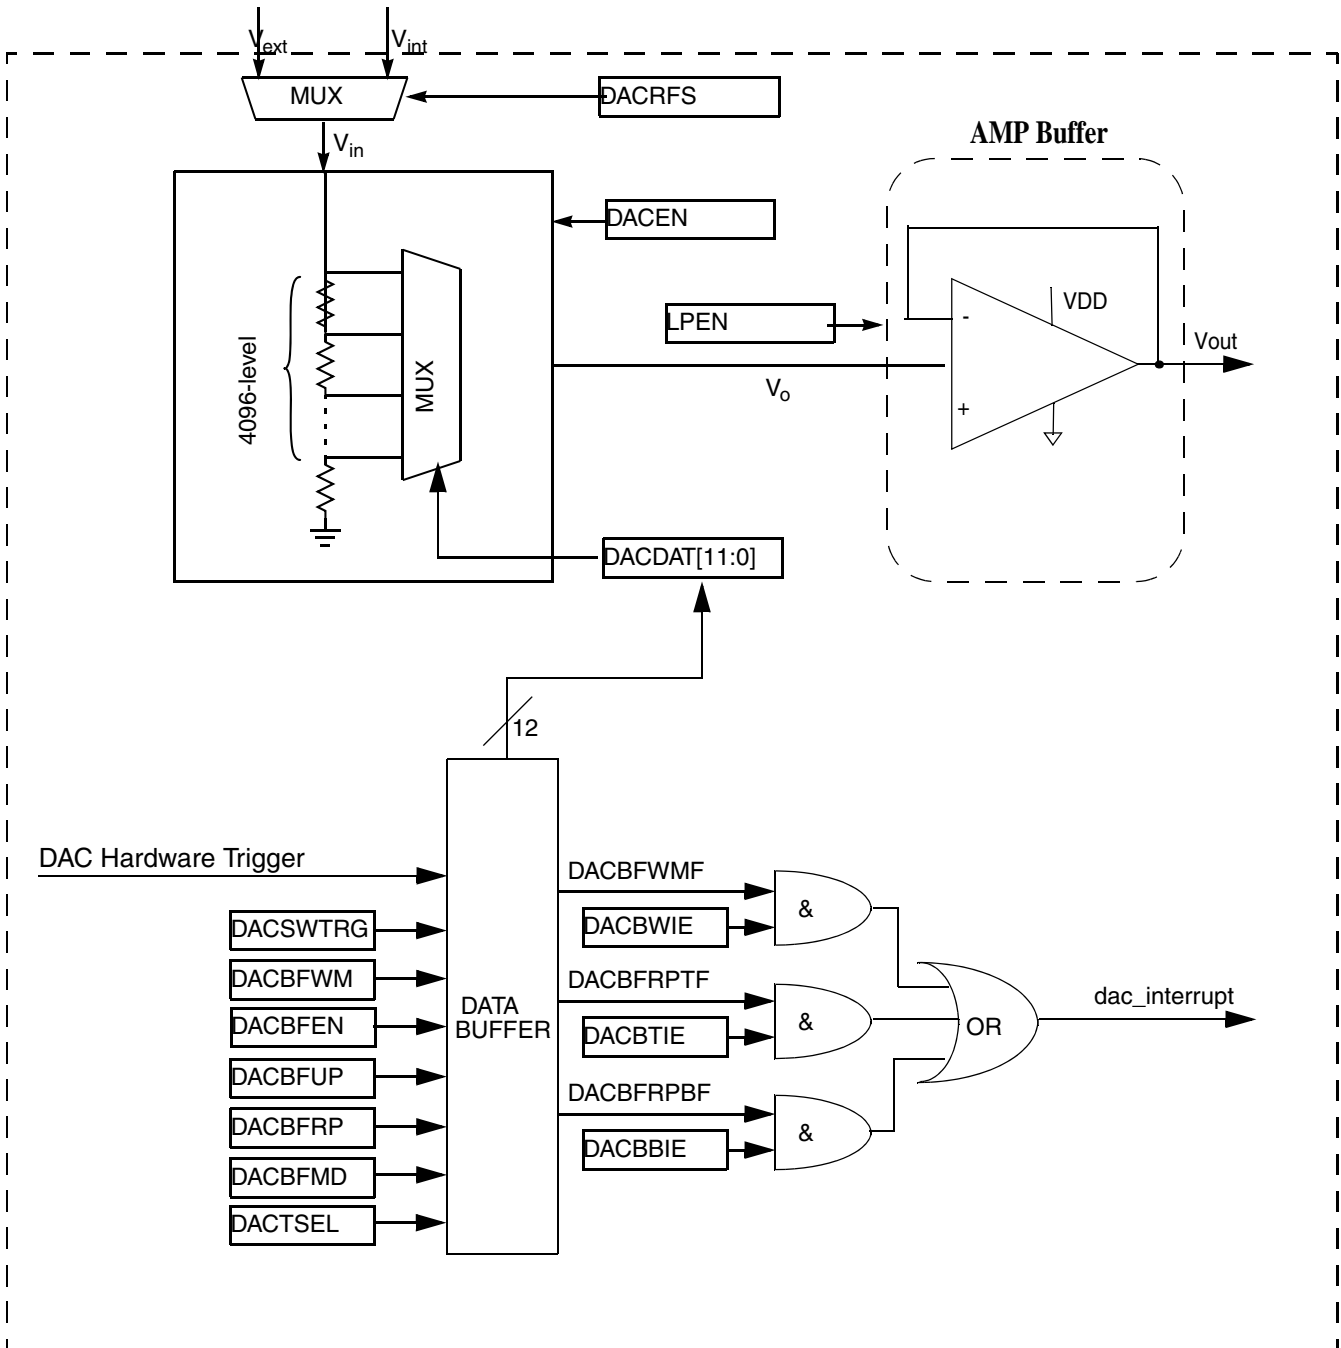 Vext
Vint
MUX
DACRFS
Vin
AMP Buffer
DACEN
LPEN
VDD
-
Vout
4096-level
MUX
Vo
+
DACDAT[11:0]
12
DAC Hardware Trigger
DACBFWMF
DACSWTRG
&
DACBWIE
DACBFWM
DACBFRPTF
dac_interrupt
DATA
BUFFER
DACBFEN
&
OR
DACBTIE
DACBFUP
DACBFRPBF
DACBFRP
&
DACBBIE
DACBFMD
DACTSEL